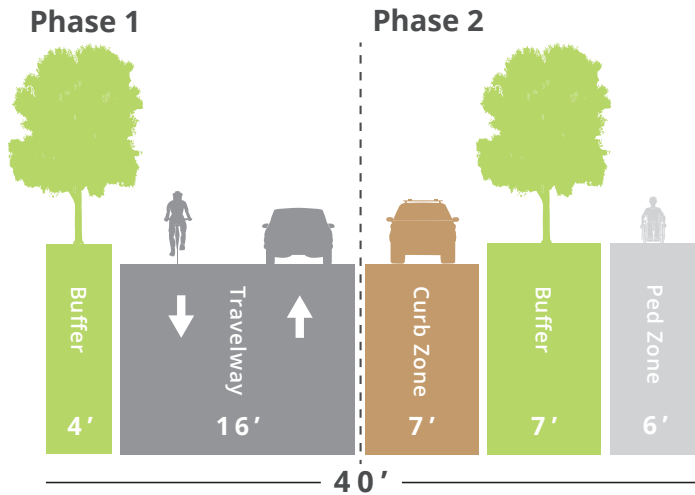 Phase 1
Phase 2
Buffer
Travelway
Curb Zone
Buffer
Ped Zone
4’
16’
7’
7’
6’
40’